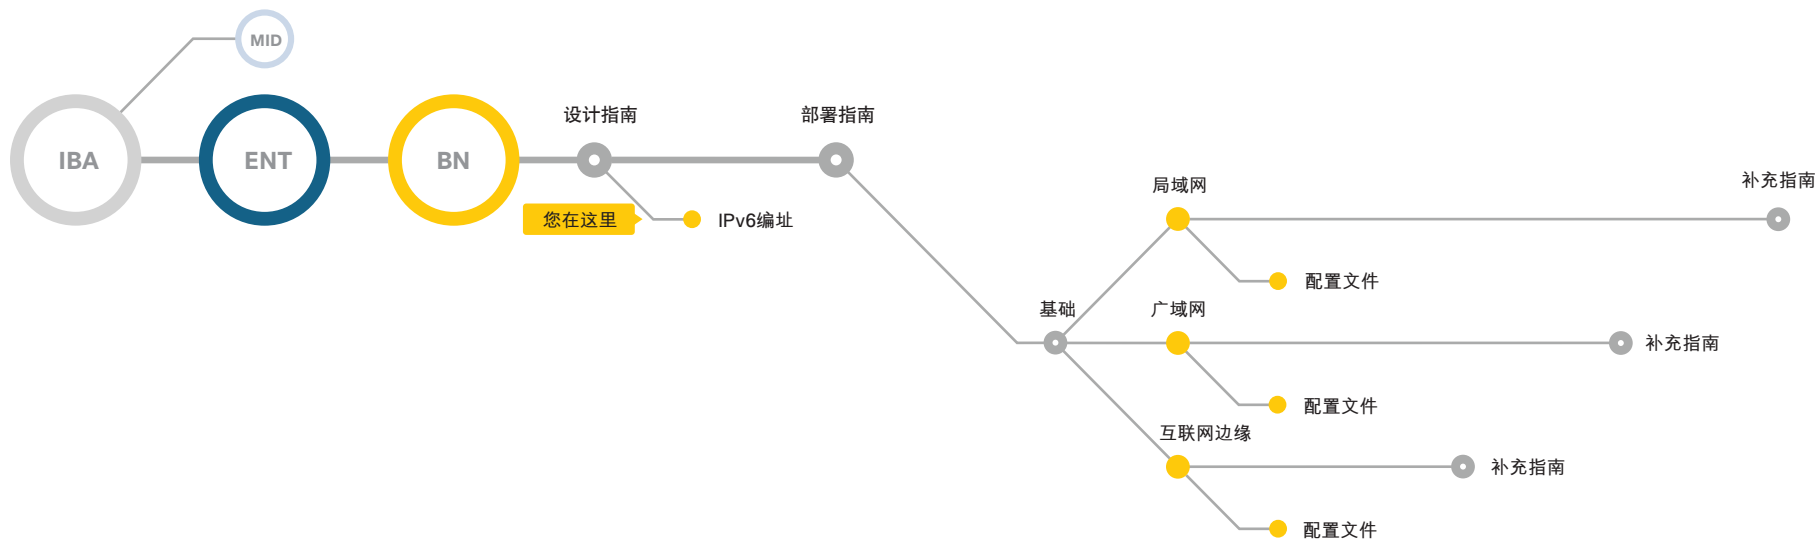 MID
IBA
ENT
BN
设计指南
部署指南
您在这里
IPv6编址
局域网
补充指南
配置文件
基础
广域网
补充指南
配置文件
互联网边缘
补充指南
配置文件